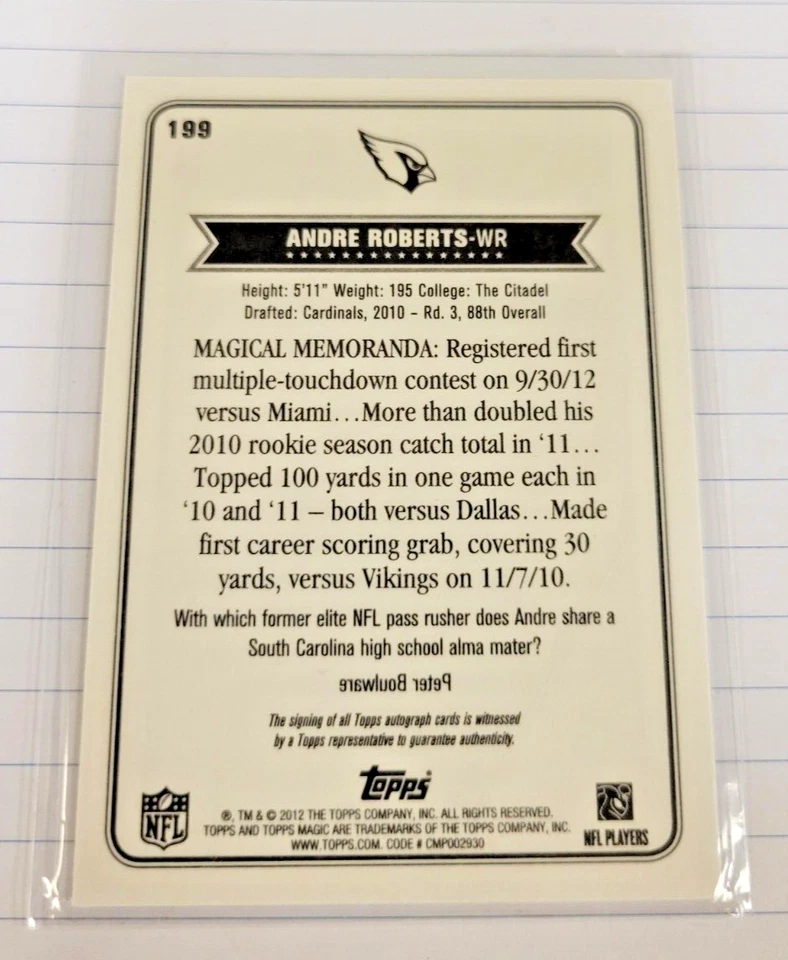 199
ANDRE ROBERTS-WR
Height: 5'11" Weight: 195 College: The Citadel
Drafted: Cardinals, 2010 – Rd. 3, 88th Overall
MAGICAL MEMORANDA: Registered first
multiple-touchdown contest on 9/30/12
versus Miami...More than doubled his
2010 rookie season catch total in ‘11...
Topped 100 yards in one game each in
‘10 and ‘11 – both versus Dallas...Made
first career scoring grab, covering 30
yards, versus Vikings on 11/7/10.
With which former elite NFL pass rusher does Andre share a
South Carolina high school alma mater?
Peter Boulware
The signing of all Topps autograph cards is witnessed
by a Topps representative to guarantee authenticity.
Topps
NFL
®, TM & © 2012 THE TOPPS COMPANY, INC. ALL RIGHTS RESERVED.
TOPPS AND TOPPS MAGIC ARE TRADEMARKS OF THE TOPPS COMPANY, INC.
WWW.TOPPS.COM. CODE # CMP002930
NFL PLAYERS